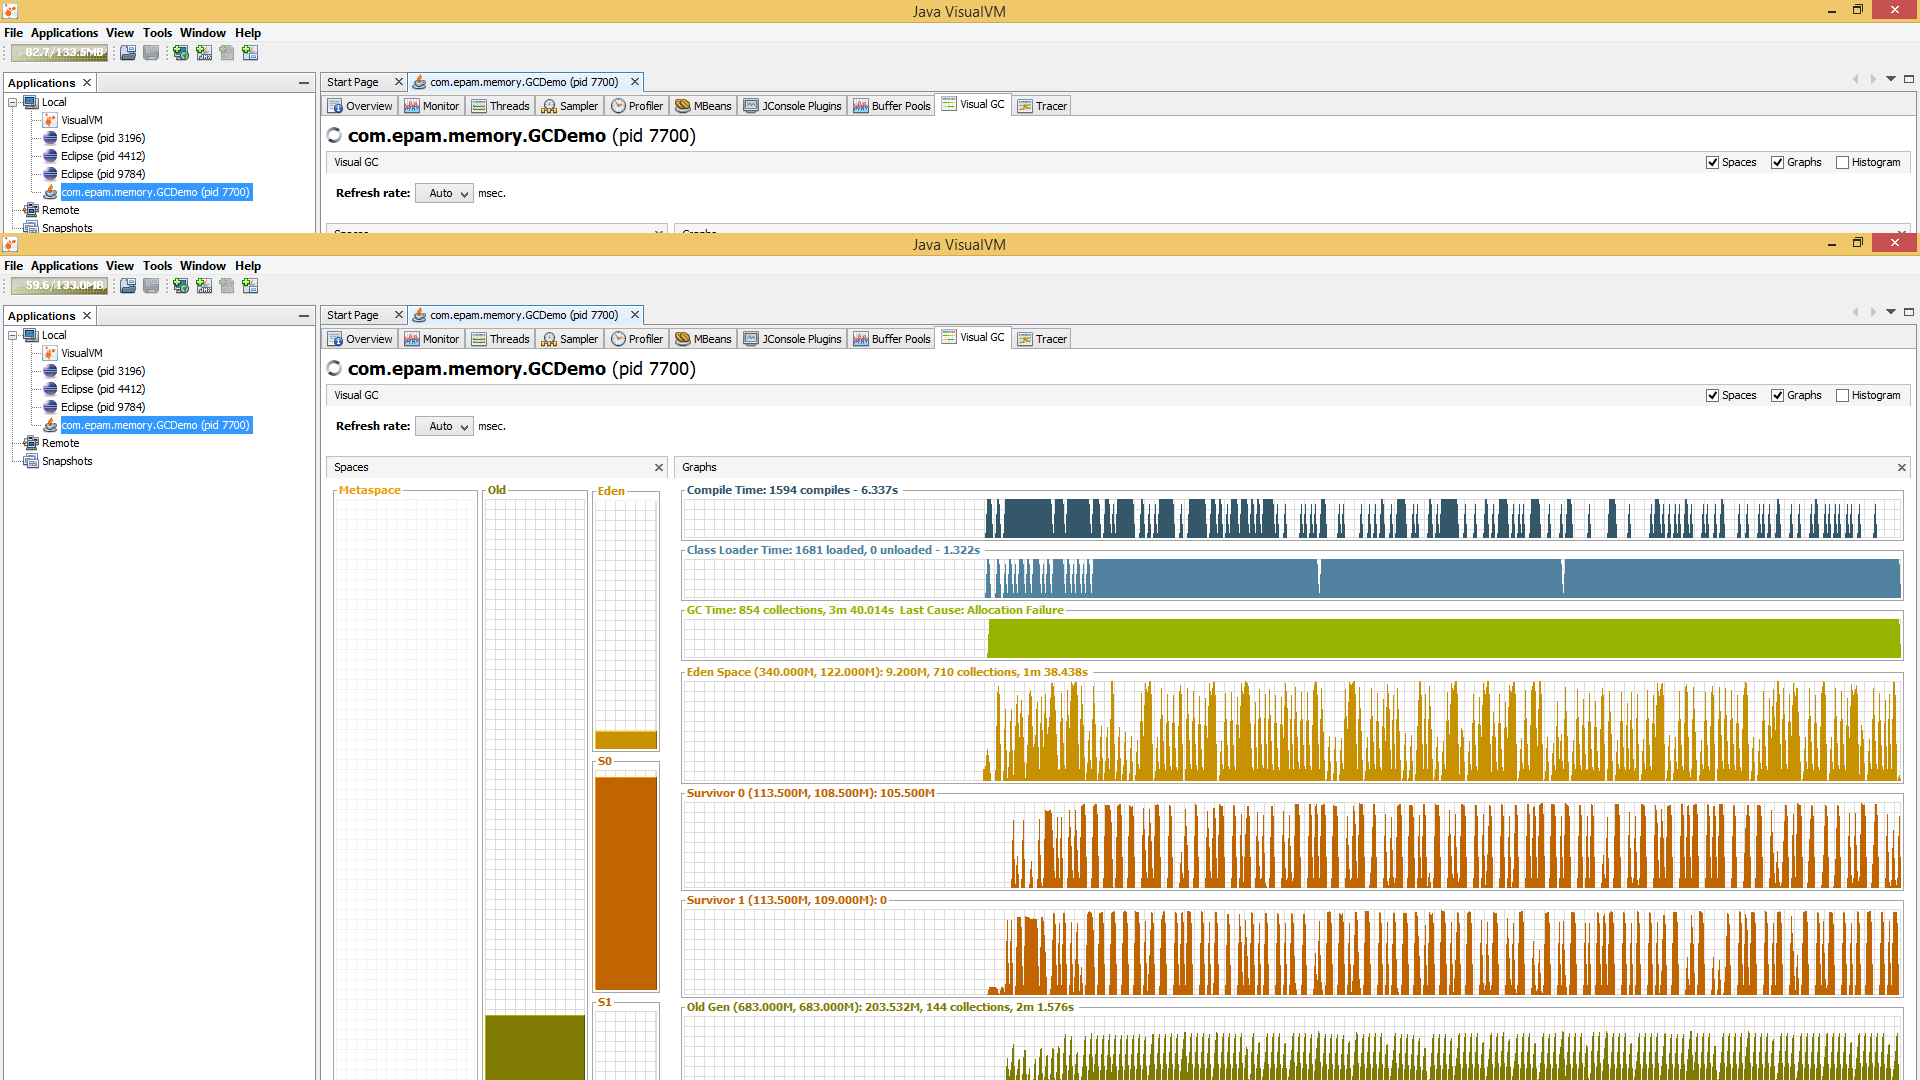 Java VisualVM
File Applications View Tools Window Help
82.7/133.5MB
Applications
Start Page com.epam.memory.GCDemo (pid 7700)
Local
VisualVM
Eclipse (pid 3196)
Eclipse (pid 4412)
Eclipse (pid 9784)
com.epam.memory.GCDemo (pid 7700)
Remote
Snapshots
Overview Monitor Threads Sampler Profiler MBeans JConsole Plugins Buffer Pools Visual GC Tracer
com.epam.memory.GCDemo (pid 7700)
Visual GC Spaces Graphs Histogram
Refresh rate: Auto msec.
Spaces Graphs
Java VisualVM
File Applications View Tools Window Help
59.6/133.0MB
Applications
Start Page com.epam.memory.GCDemo (pid 7700)
Local
VisualVM
Eclipse (pid 3196)
Eclipse (pid 4412)
Eclipse (pid 9784)
com.epam.memory.GCDemo (pid 7700)
Remote
Snapshots
Overview Monitor Threads Sampler Profiler MBeans JConsole Plugins Buffer Pools Visual GC Tracer
com.epam.memory.GCDemo (pid 7700)
Visual GC Spaces Graphs Histogram
Refresh rate: Auto msec.
Spaces
Metaspace Old Eden
S0
S1
Graphs
Compile Time: 1594 compiles - 6.337s
Class Loader Time: 1681 loaded, 0 unloaded - 1.322s
GC Time: 854 collections, 3m 40.014s Last Cause: Allocation Failure
Eden Space (340.000M, 122.000M): 9.200M, 710 collections, 1m 38.438s
Survivor 0 (113.500M, 108.500M): 105.500M
Survivor 1 (113.500M, 109.000M): 0
Old Gen (683.000M, 683.000M): 203.532M, 144 collections, 2m 1.576s